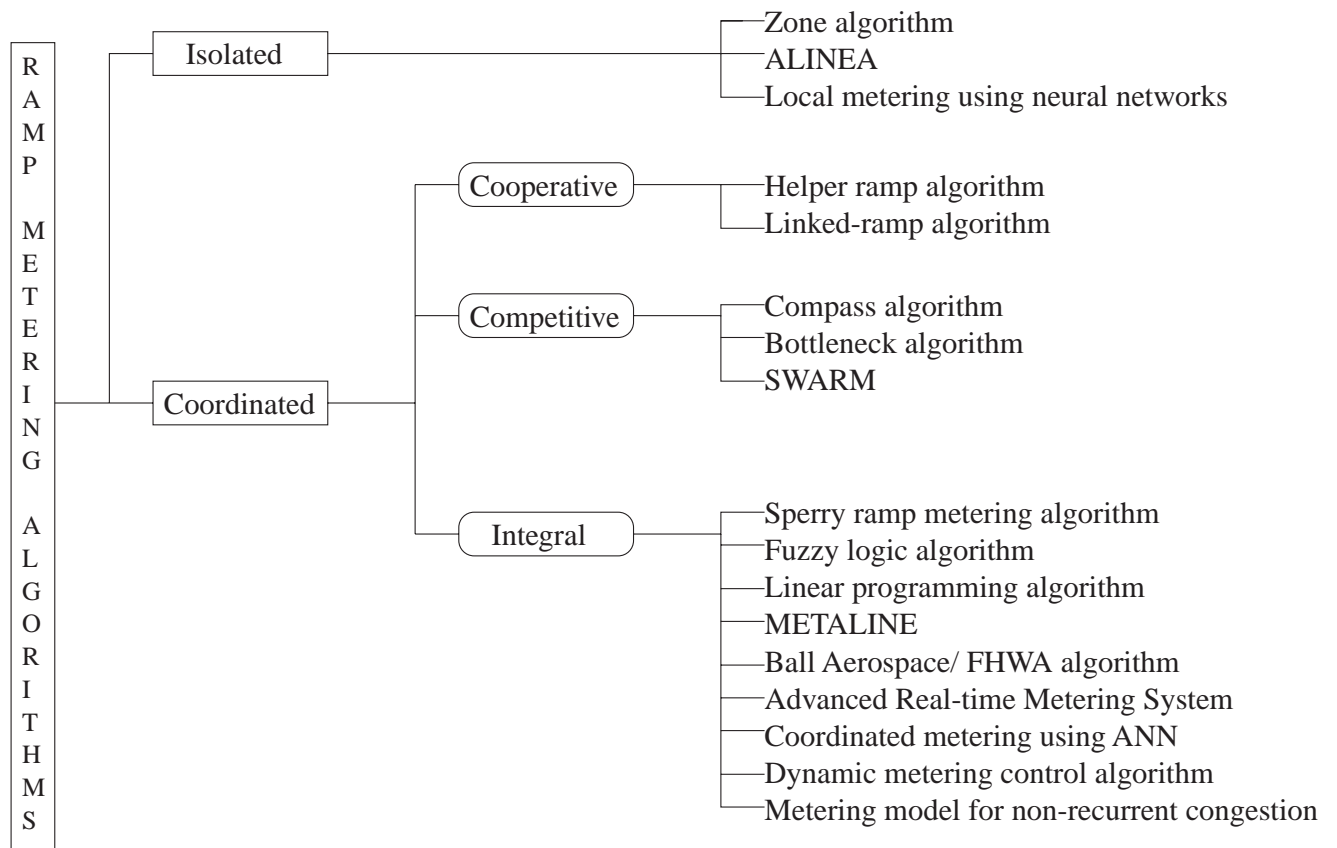 RAMP METERING ALGORITHMS
Isolated
Zone algorithm
ALINEA
Local metering using neural networks
Coordinated
Cooperative
Helper ramp algorithm
Linked-ramp algorithm
Competitive
Compass algorithm
Bottleneck algorithm
SWARM
Integral
Sperry ramp metering algorithm
Fuzzy logic algorithm
Linear programming algorithm
METALINE
Ball Aerospace/ FHWA algorithm
Advanced Real-time Metering System
Coordinated metering using ANN
Dynamic metering control algorithm
Metering model for non-recurrent congestion